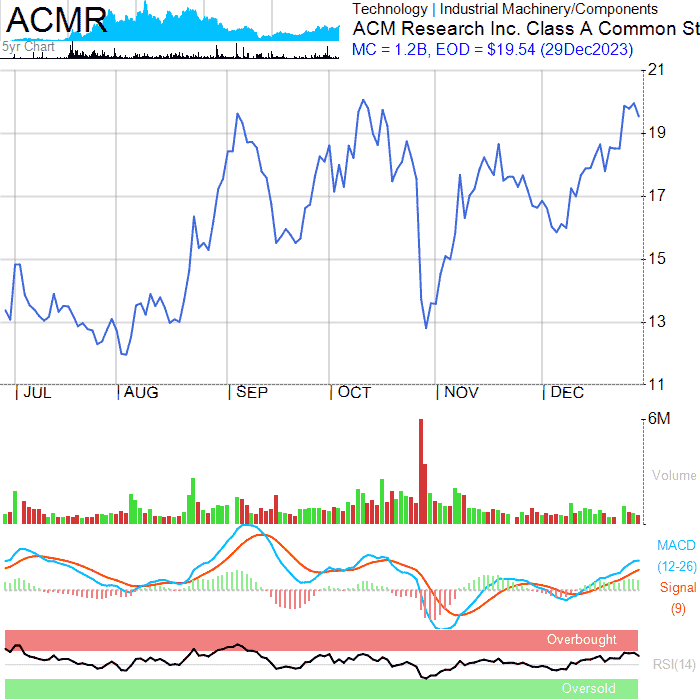 ACMR
5yr Chart
Technology | Industrial Machinery/Components
ACM Research Inc. Class A Common St
MC = 1.2B, EOD = $19.54 (29Dec2023)
21
19
17
15
13
11
| JUL | AUG | SEP | OCT | NOV | DEC
6M
Volume
MACD
(12-26)
Signal
(9)
Overbought
RSI(14)
Oversold